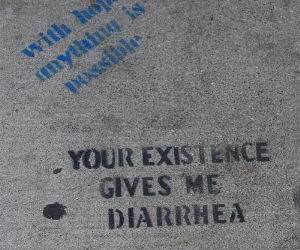 with hope
anything is
possible
YOUR EXISTENCE
GIVES ME
DIARRHEA